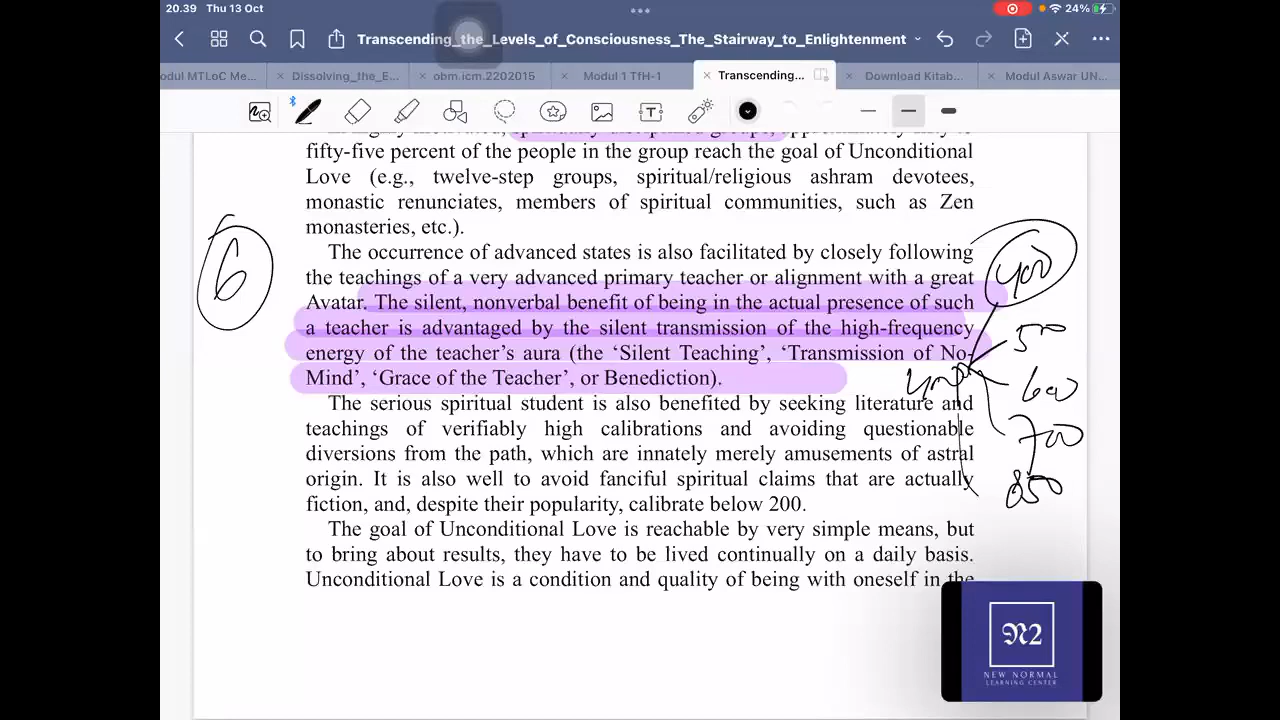 20.39 Thu 13 Oct
24%
Transcending_the_Levels_of_Consciousness_The_Stairway_to_Enlightenment
odul MTLoC Me...
Dissolving_the_E...
obm.icm.2202015
Modul 1 TfH-1
Transcending...
Download Kitab...
Modul Aswar UN...
fifty-five percent of the people in the group reach the goal of Unconditional
Love (e.g., twelve-step groups, spiritual/religious ashram devotees,
monastic renunciates, members of spiritual communities, such as Zen
monasteries, etc.).
The occurrence of advanced states is also facilitated by closely following
the teachings of a very advanced primary teacher or alignment with a great
Avatar. The silent, nonverbal benefit of being in the actual presence of such
a teacher is advantaged by the silent transmission of the high-frequency
energy of the teacher's aura (the 'Silent Teaching', 'Transmission of No-
Mind', 'Grace of the Teacher', or Benediction).
The serious spiritual student is also benefited by seeking literature and
teachings of verifiably high calibrations and avoiding questionable
diversions from the path, which are innately merely amusements of astral
origin. It is also well to avoid fanciful spiritual claims that are actually
fiction, and, despite their popularity, calibrate below 200.
The goal of Unconditional Love is reachable by very simple means, but
to bring about results, they have to be lived continually on a daily basis.
Unconditional Love is a condition and quality of being with oneself in the
6
400
500
600
700
850
N2
NEW NORMAL
LEARNING CENTER